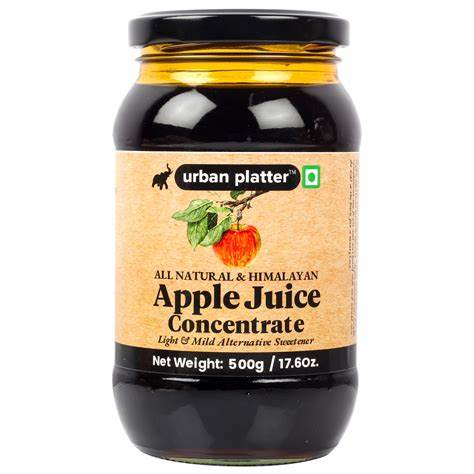 urban platter™
ALL NATURAL & HIMALAYAN
Apple Juice
Concentrate
Light & Mild Alternative Sweetener
Net Weight: 500g / 17.6Oz.